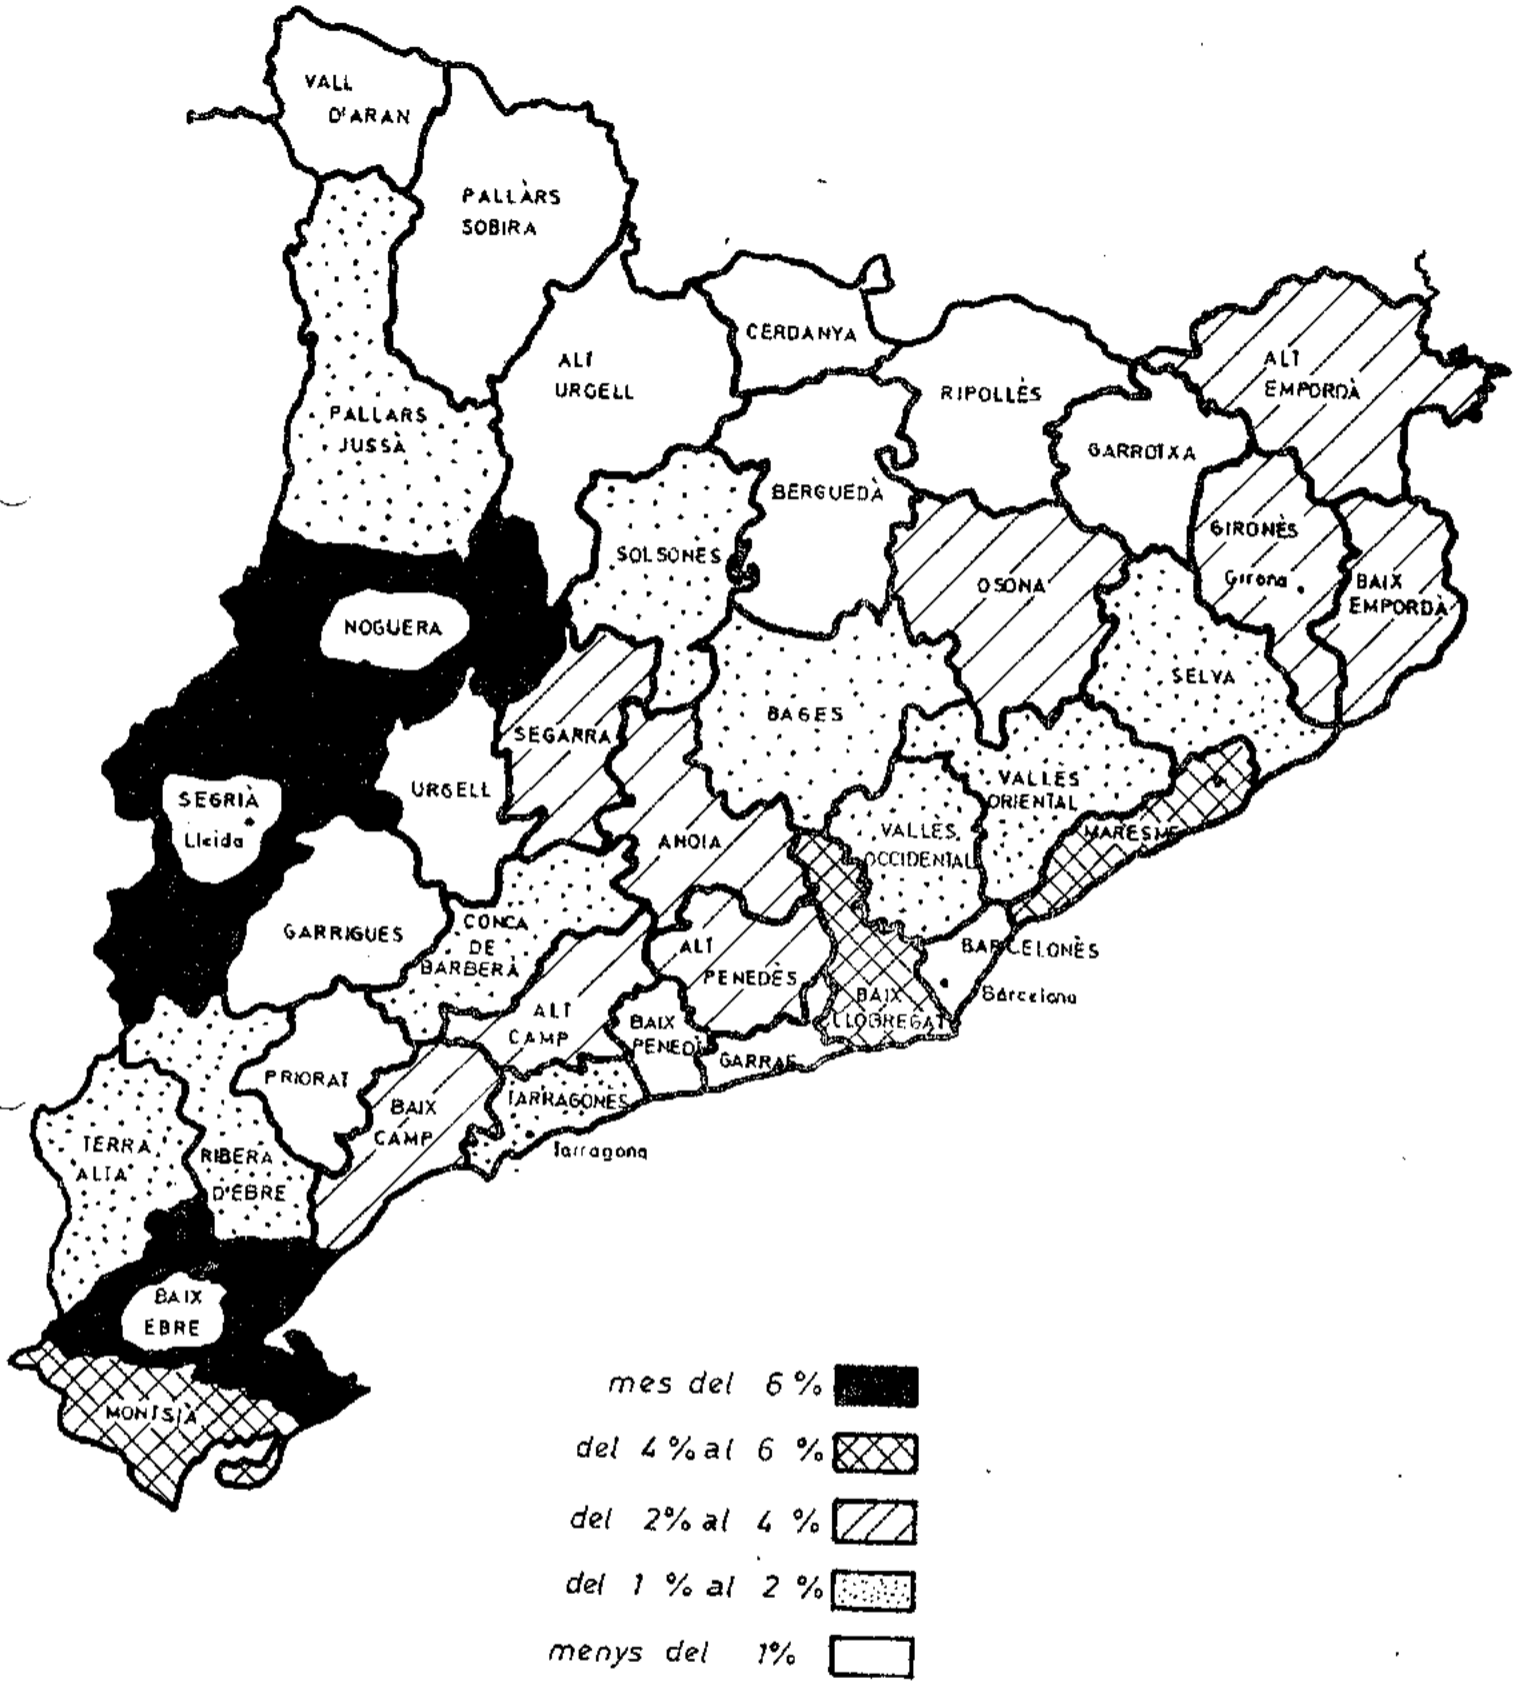 VALL
D'ARAN
PALLÀRS
SOBIRA
CERDANYA
ALT
URGELL
RIPOLLÈS
ALT
EMPORDÀ
PALLARS
JUSSÀ
GARROTXA
BERGUEDÀ
GIRONÈS
Girona
SOLSONES
OSONA
BAIX
EMPORDÀ
NOGUERA
SELVA
BAGES
SEGARRA
URGELL
VALLÈS
ORIENTAL
SEGRIÀ
Lleida
ANOIA
VALLÈS
OCCIDENTAL
MARESME
GARRIGUES
CONCA
DE
BARBERÀ
ALT
PENEDÈS
BARCELONÈS
Barcelona
BAIX
LLOBREGAT
ALT
CAMP
BAIX
PENEDÈ
GARRAF
PRIORAT
BAIX
CAMP
TARRAGONÈS
Tarragona
TERRA
ALTA
RIBERA
D'EBRE
BAIX
EBRE
MONTSIÀ
mes del 6%
del 4% al 6 %
del 2% al 4 %
del 1 % al 2 %
menys del 1%